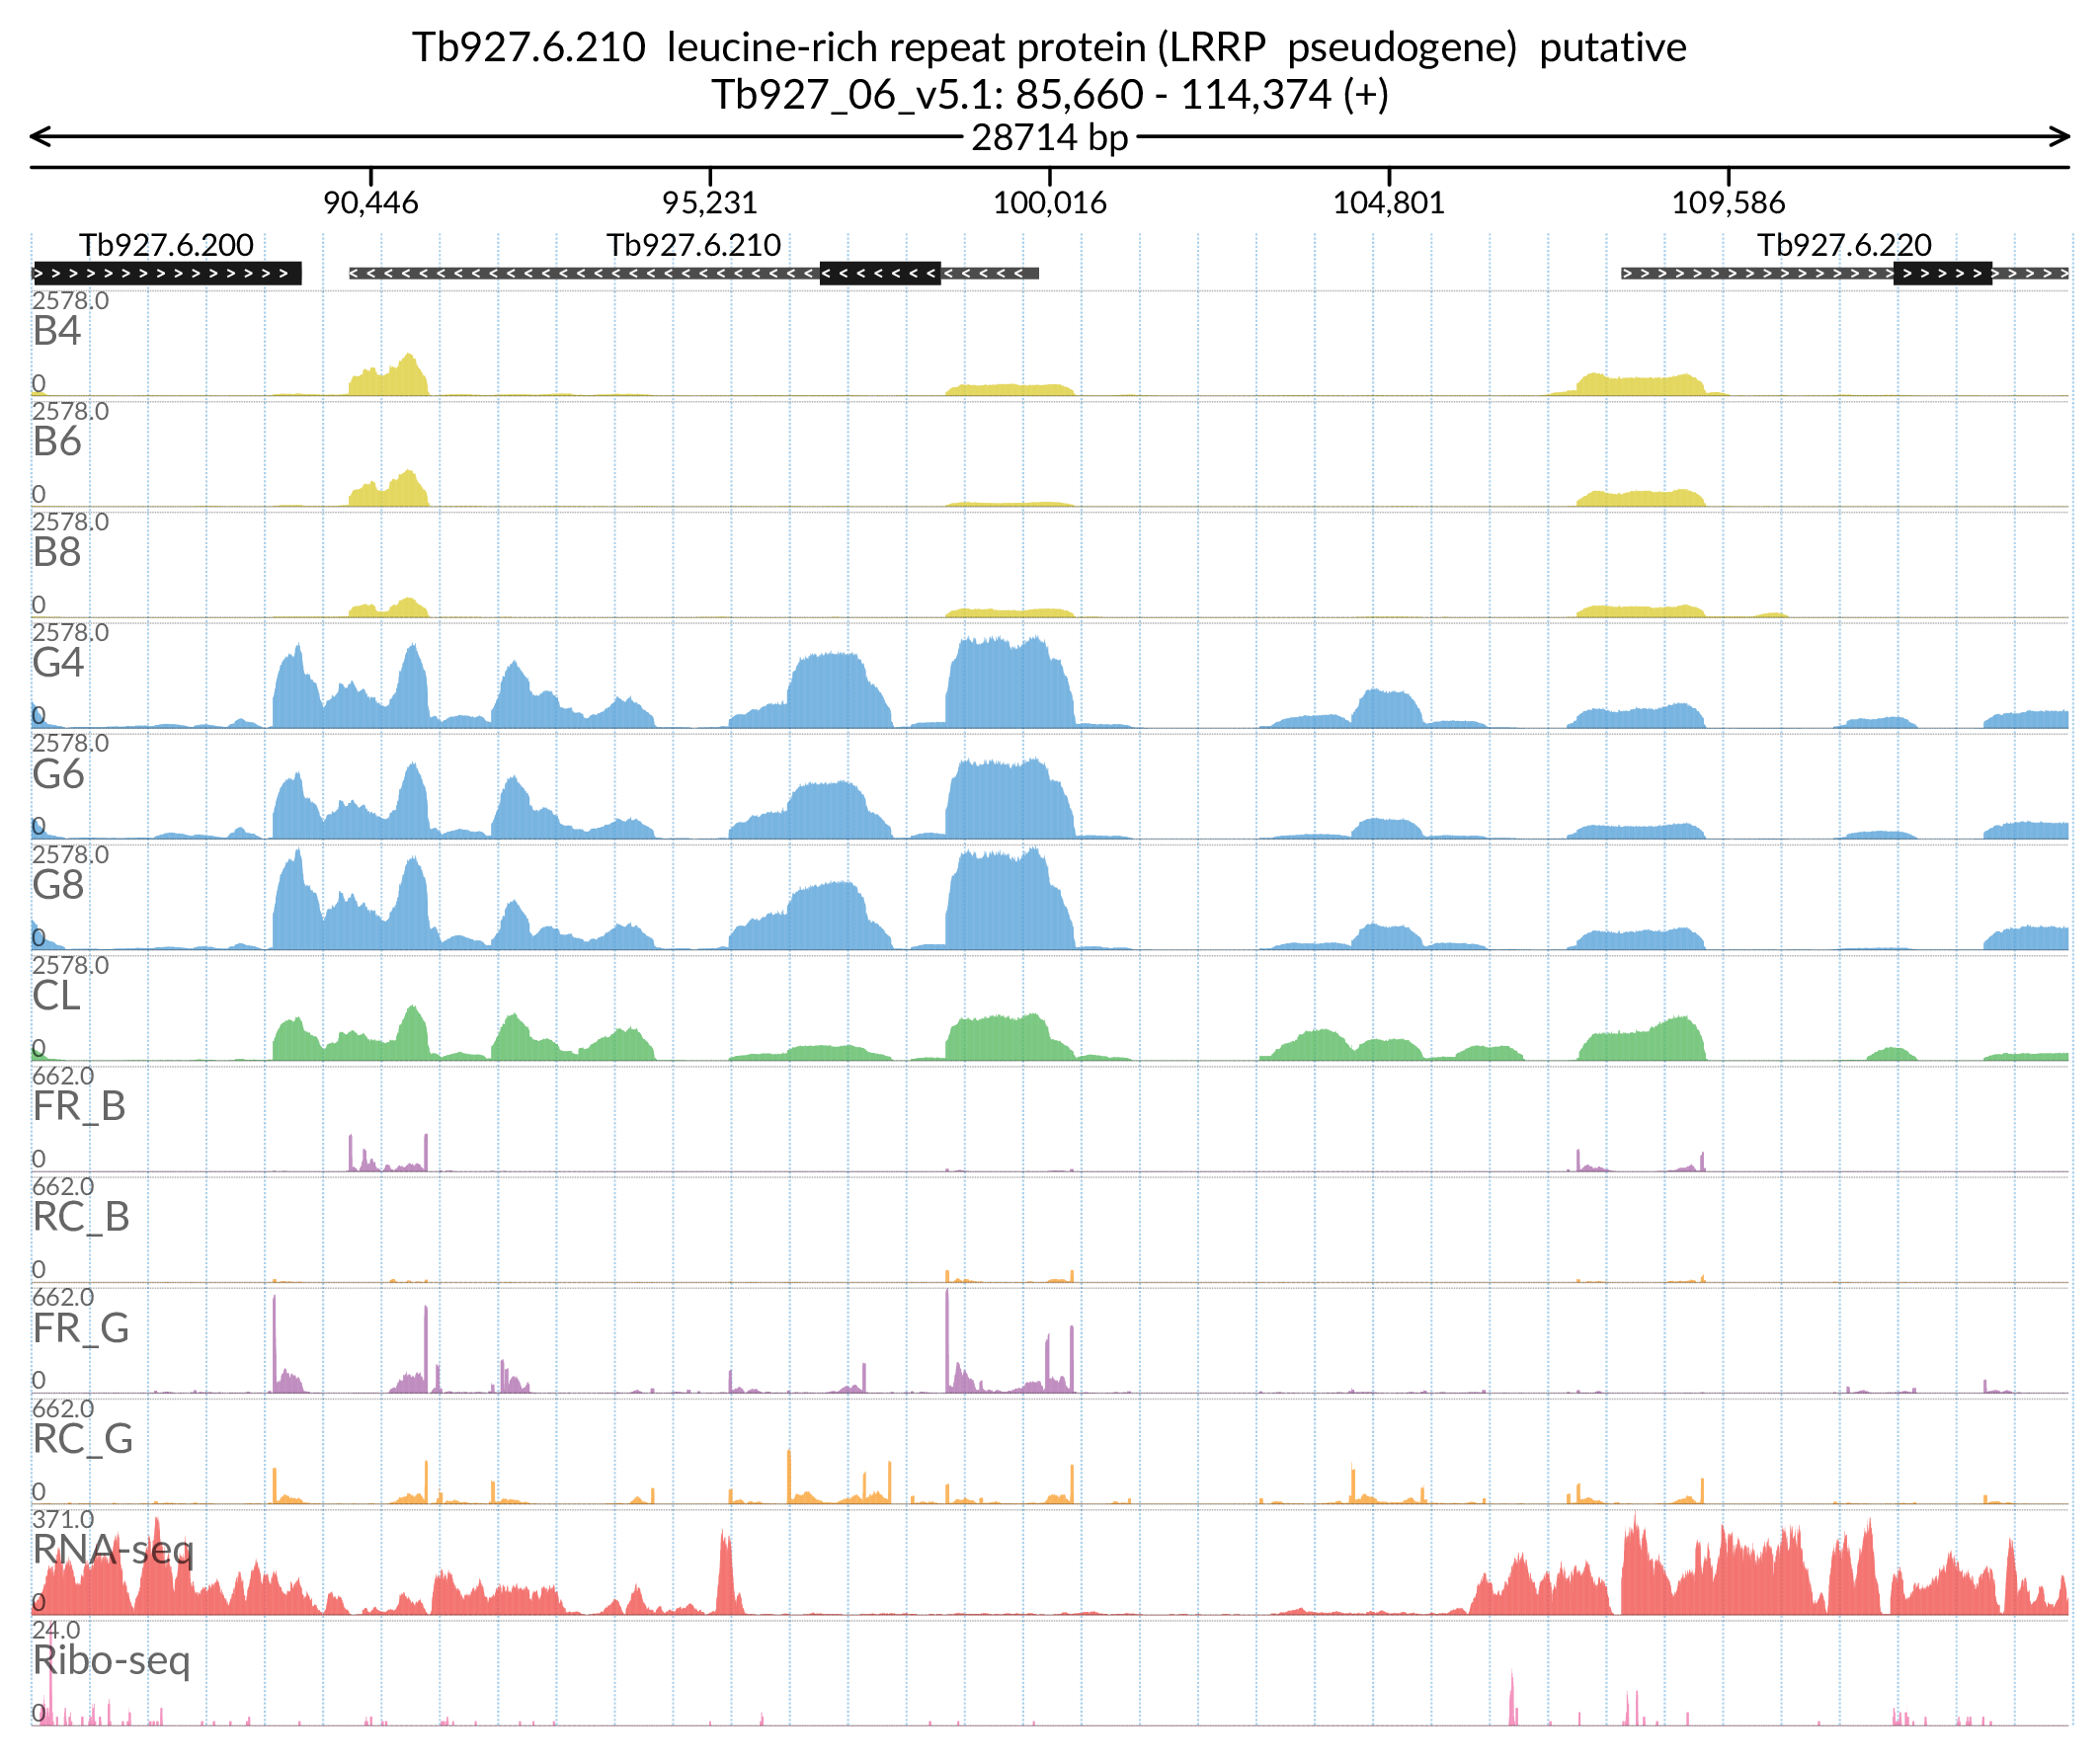 Tb927.6.210  leucine-rich repeat protein (LRRP  pseudogene)  putative
Tb927_06_v5.1: 85,660 - 114,374 (+)
28714 bp
90,446 95,231 100,016 104,801 109,586
Tb927.6.200 Tb927.6.210 Tb927.6.220
2578.0
B4
0
2578.0
B6
0
2578.0
B8
0
2578.0
G4
0
2578.0
G6
0
2578.0
G8
0
2578.0
CL
0
662.0
FR_B
0
662.0
RC_B
0
662.0
FR_G
0
662.0
RC_G
0
371.0
RNA-seq
0
24.0
Ribo-seq
0